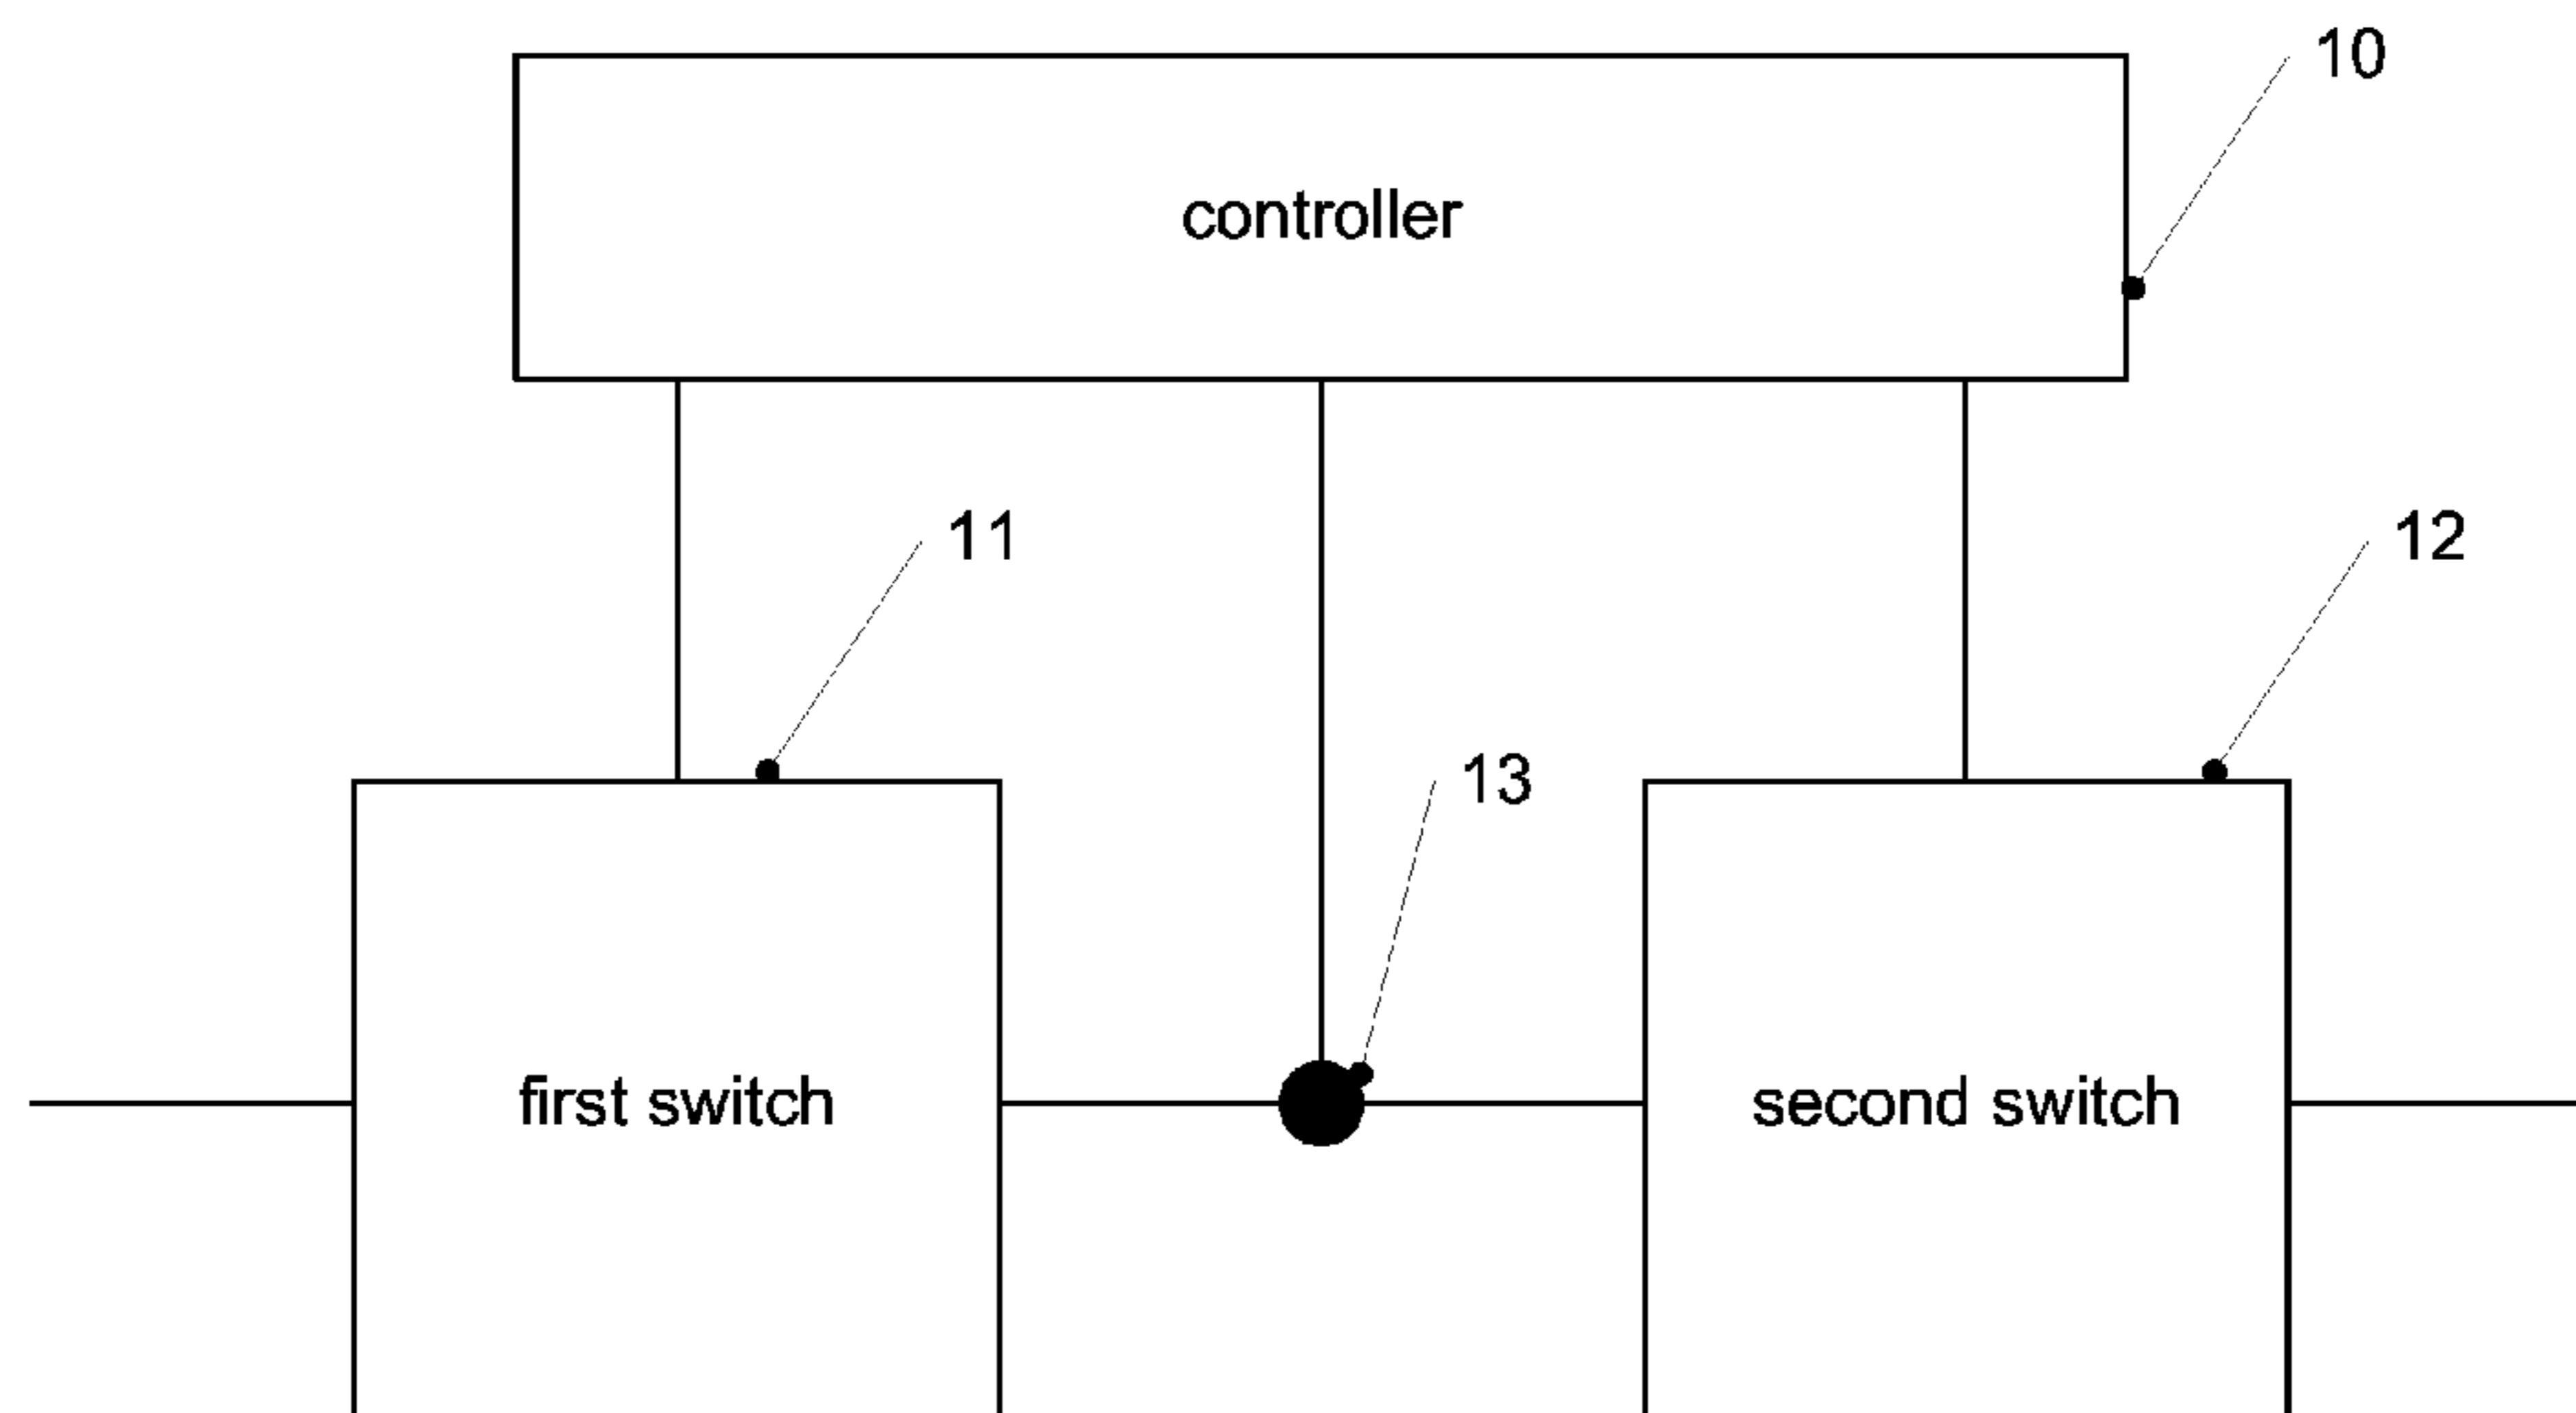 10
controller
11
12
13
first switch
second switch